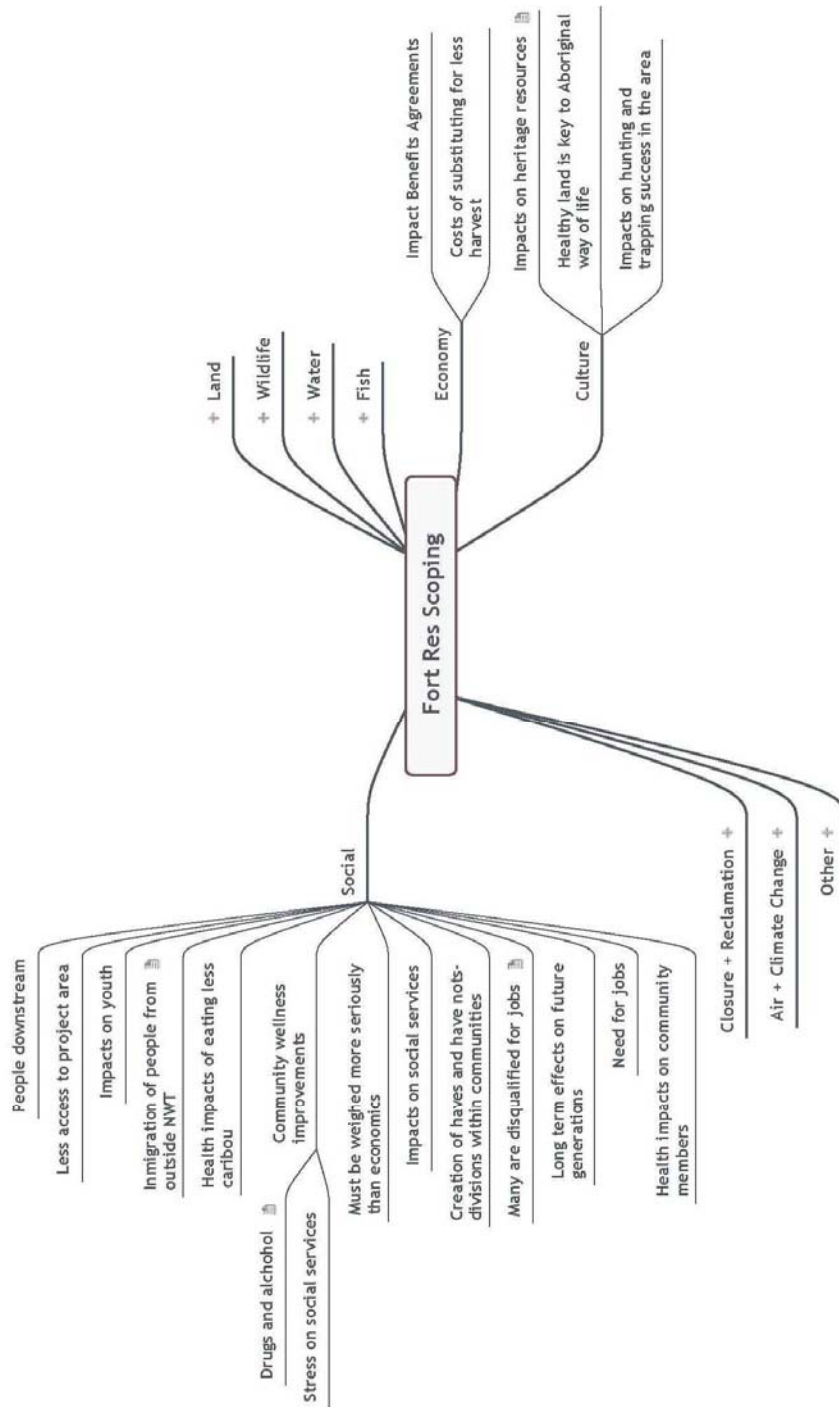 Fort Res Scoping
+ Land
+ Wildlife
+ Water
+ Fish
Economy
Impact Benefits Agreements
Costs of substituting for less
harvest
Culture
Impacts on heritage resources
Healthy land is key to Aboriginal
way of life
Impacts on hunting and
trapping success in the area
Social
People downstream
Less access to project area
Impacts on youth
Inmigration of people from
outside NWT
Health impacts of eating less
caribou
Community wellness
improvements
Drugs and alchohol
Stress on social services
Must be weighed more seriously
than economics
Impacts on social services
Creation of haves and have nots-
divisions within communities
Many are disqualified for jobs
Long term effects on future
generations
Need for jobs
Health impacts on community
members
Closure + Reclamation +
Air + Climate Change +
Other +